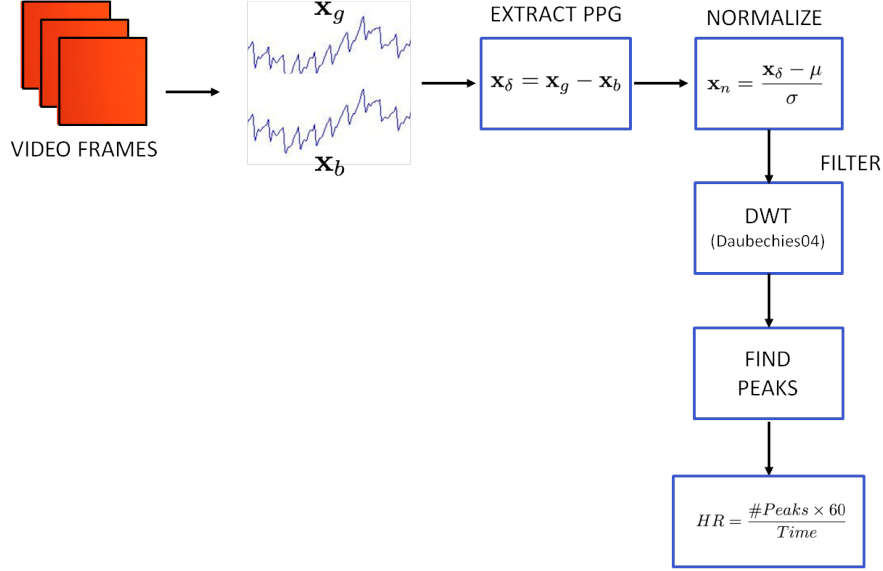 VIDEO FRAMES
𝐱_g
𝐱_b
EXTRACT PPG
𝐱_δ = 𝐱_g − 𝐱_b
NORMALIZE
𝐱_n = (𝐱_δ − μ) / σ
FILTER
DWT
(Daubechies04)
FIND
PEAKS
HR = (#Peaks × 60) / Time